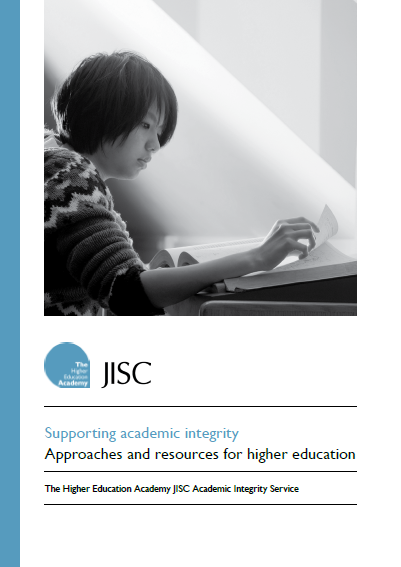 The
Higher
Education
Academy
JISC
Supporting academic integrity
Approaches and resources for higher education
The Higher Education Academy JISC Academic Integrity Service